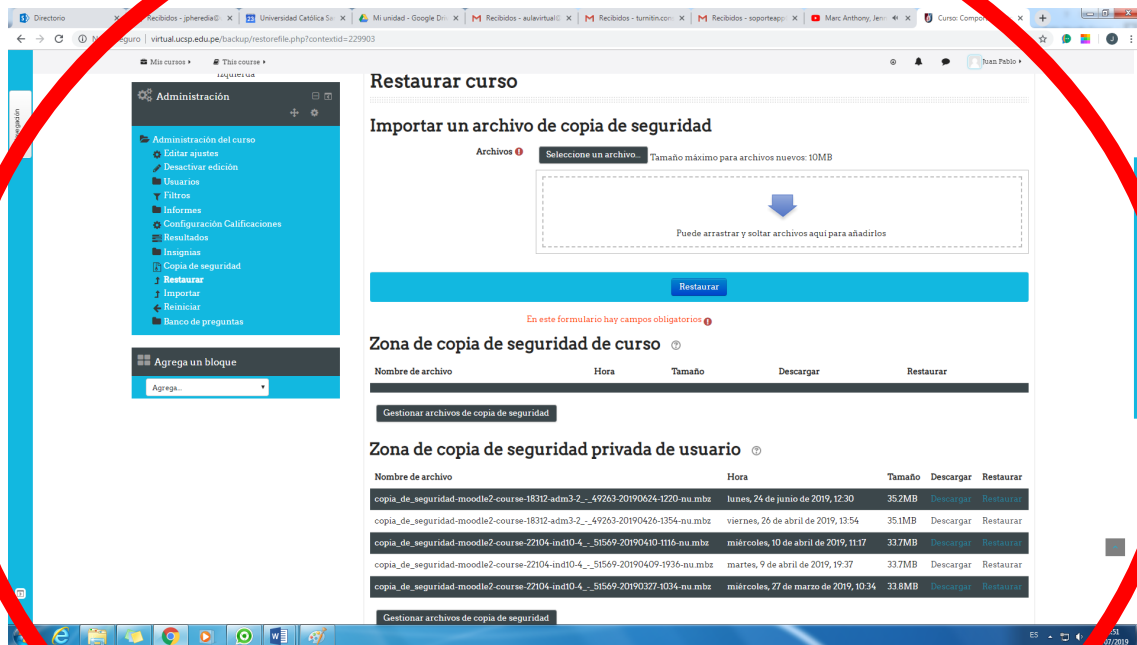 Directorio
Recibidos - jpheredia@
Universidad Católica Sa
Mi unidad - Google Dri
Recibidos - aulavirtual@
Recibidos - turnitin.com
Recibidos - soporteapp
Marc Anthony, Jenn
Curso: Comp
virtual.ucsp.edu.pe/backup/restorefile.php?contextid=229903
Mis cursos
This course
Juan Pablo
izquierda
Administración
Administración del curso
Editar ajustes
Desactivar edición
Usuarios
Filtros
Informes
Configuración Calificaciones
Resultados
Insignias
Copia de seguridad
Restaurar
Importar
Reiniciar
Banco de preguntas
Agrega un bloque
Agrega...
Restaurar curso
Importar un archivo de copia de seguridad
Archivos
Seleccione un archivo...
Tamaño máximo para archivos nuevos: 10MB
Puede arrastrar y soltar archivos aquí para añadirlos
Restaurar
En este formulario hay campos obligatorios
Zona de copia de seguridad de curso
Nombre de archivo Hora Tamaño Descargar Restaurar
Gestionar archivos de copia de seguridad
Zona de copia de seguridad privada de usuario
Nombre de archivo Hora Tamaño Descargar Restaurar
copia_de_seguridad-moodle2-course-18312-adm3-2_-_49263-20190624-1220-nu.mbz lunes, 24 de junio de 2019, 12:30 35.2MB Descargar Restaurar
copia_de_seguridad-moodle2-course-18312-adm3-2_-_49263-20190426-1354-nu.mbz viernes, 26 de abril de 2019, 13:54 35.1MB Descargar Restaurar
copia_de_seguridad-moodle2-course-22104-ind10-4_-_51569-20190410-1116-nu.mbz miércoles, 10 de abril de 2019, 11:17 33.7MB Descargar Restaurar
copia_de_seguridad-moodle2-course-22104-ind10-4_-_51569-20190409-1936-nu.mbz martes, 9 de abril de 2019, 19:37 33.7MB Descargar Restaurar
copia_de_seguridad-moodle2-course-22104-ind10-4_-_51569-20190327-1034-nu.mbz miércoles, 27 de marzo de 2019, 10:34 33.8MB Descargar Restaurar
Gestionar archivos de copia de seguridad
ES